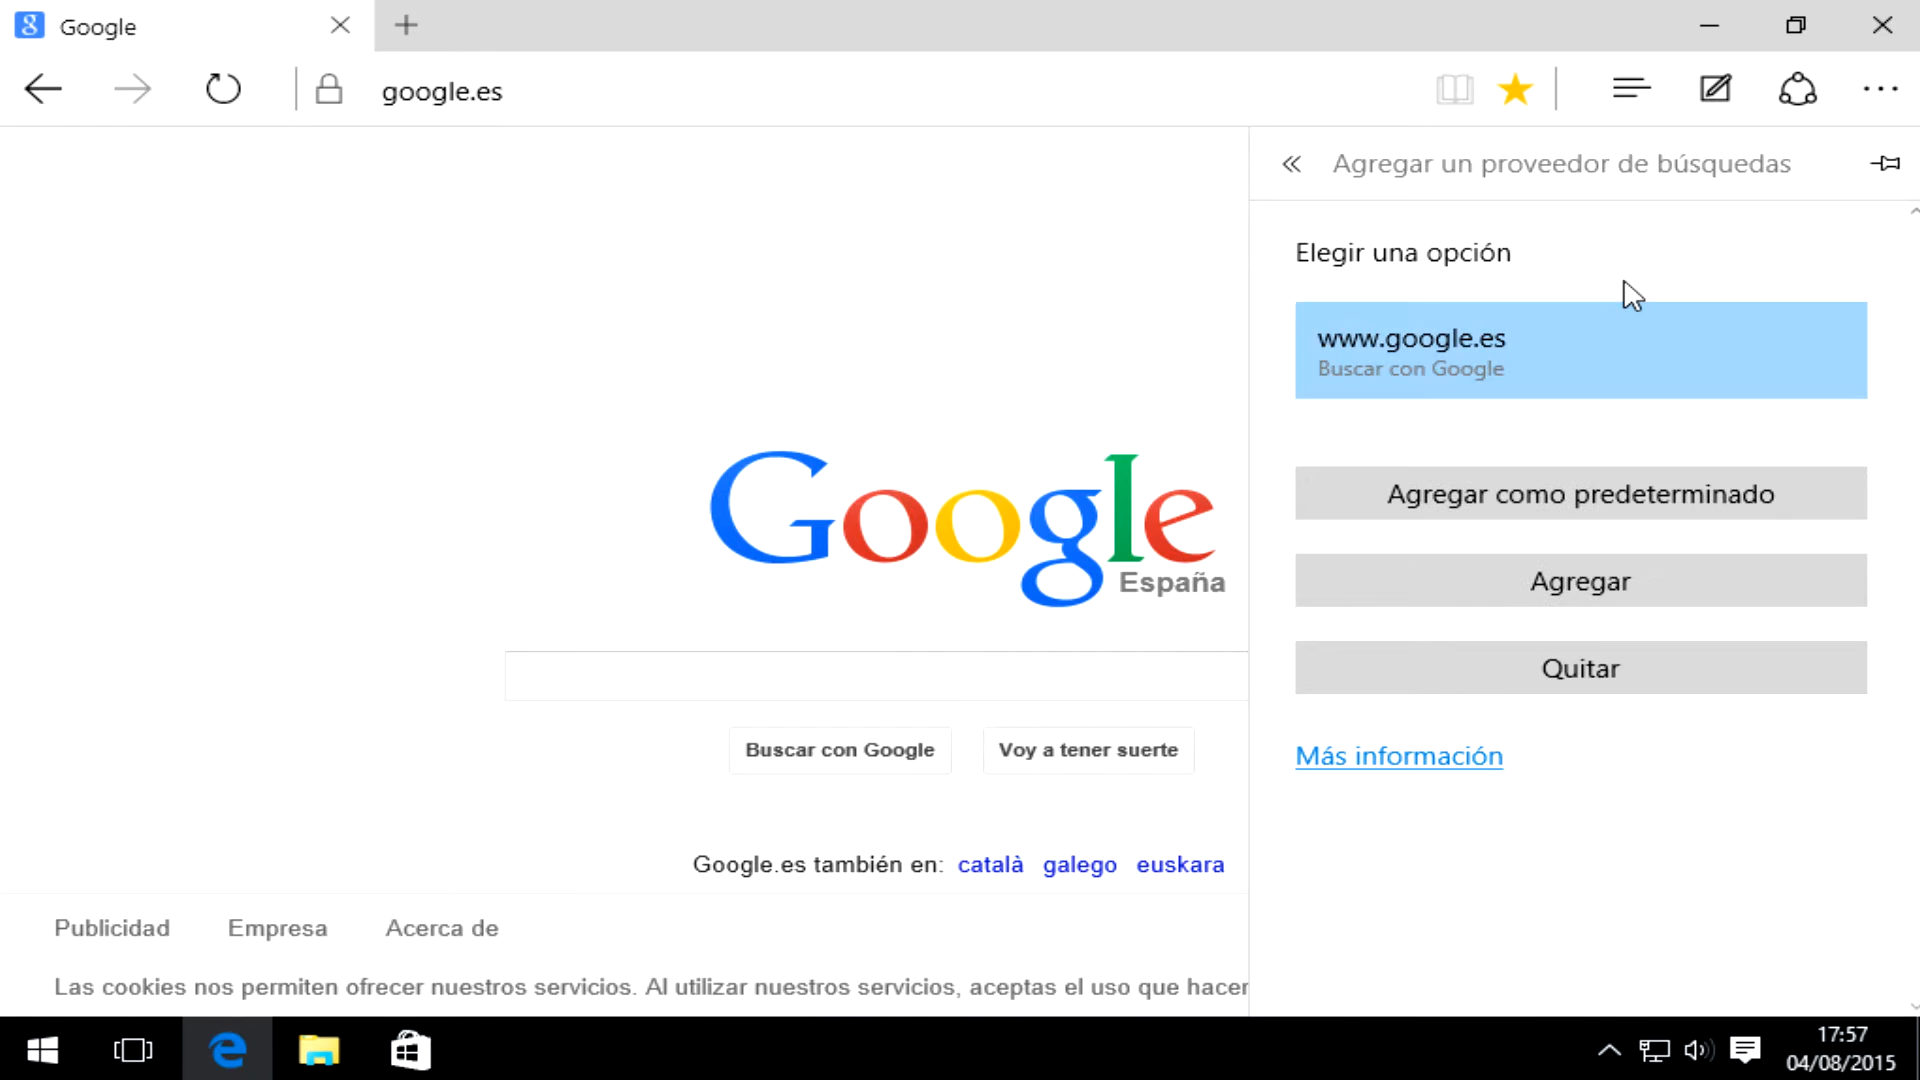 Google
google.es
Agregar un proveedor de búsquedas
Elegir una opción
www.google.es
Buscar con Google
Agregar como predeterminado
Agregar
Quitar
Más información
Google
España
Buscar con Google
Voy a tener suerte
Google.es también en: català galego euskara
Publicidad Empresa Acerca de
Las cookies nos permiten ofrecer nuestros servicios. Al utilizar nuestros servicios, aceptas el uso que hacer
17:57
04/08/2015